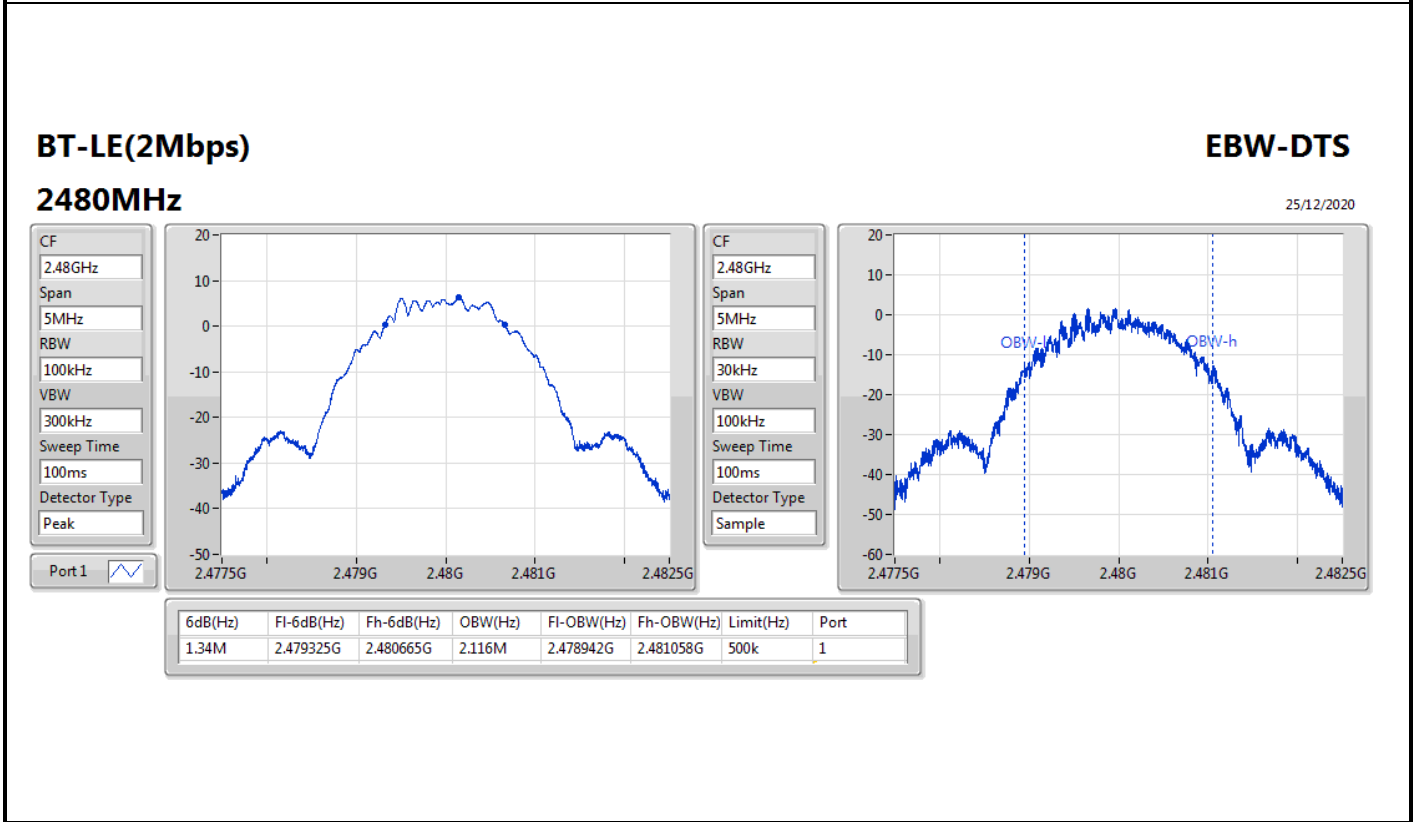 BT-LE(2Mbps)
EBW-DTS
2480MHz
25/12/2020
CF
2.48GHz
Span
5MHz
RBW
100kHz
VBW
300kHz
Sweep Time
100ms
Detector Type
Peak
Port 1
20
10
0
-10
-20
-30
-40
-50
2.4775G 2.479G 2.48G 2.481G 2.4825G
CF
2.48GHz
Span
5MHz
RBW
30kHz
VBW
100kHz
Sweep Time
100ms
Detector Type
Sample
20
10
0
-10
-20
-30
-40
-50
-60
OBW-l OBW-h
2.4775G 2.479G 2.48G 2.481G 2.4825G
6dB(Hz) Fl-6dB(Hz) Fh-6dB(Hz) OBW(Hz) Fl-OBW(Hz) Fh-OBW(Hz) Limit(Hz) Port
1.34M 2.479325G 2.480665G 2.116M 2.478942G 2.481058G 500k 1